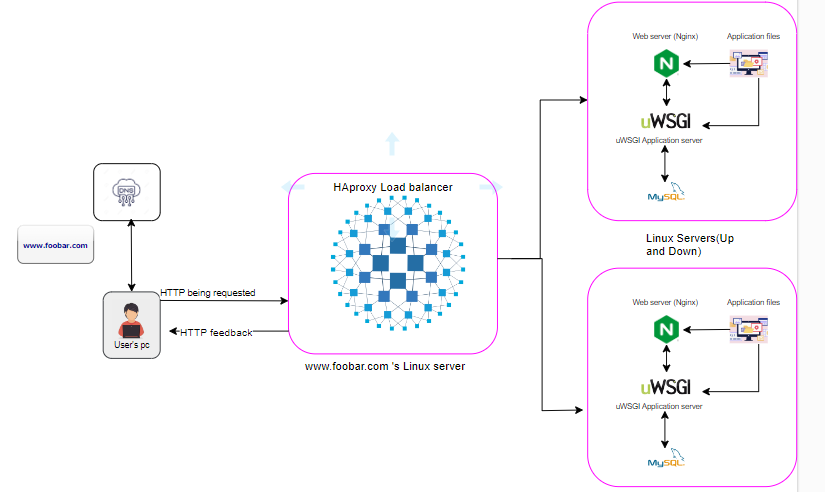 Web server (Nginx)
Application files
N
uWSGI
uWSGI Application server
MySQL
HAproxy Load balancer
DNS
www.foobar.com
Linux Servers(Up
and Down)
HTTP being requested
HTTP feedback
User's pc
www.foobar.com 's Linux server
Web server (Nginx)
Application files
N
uWSGI
uWSGI Application server
MySQL